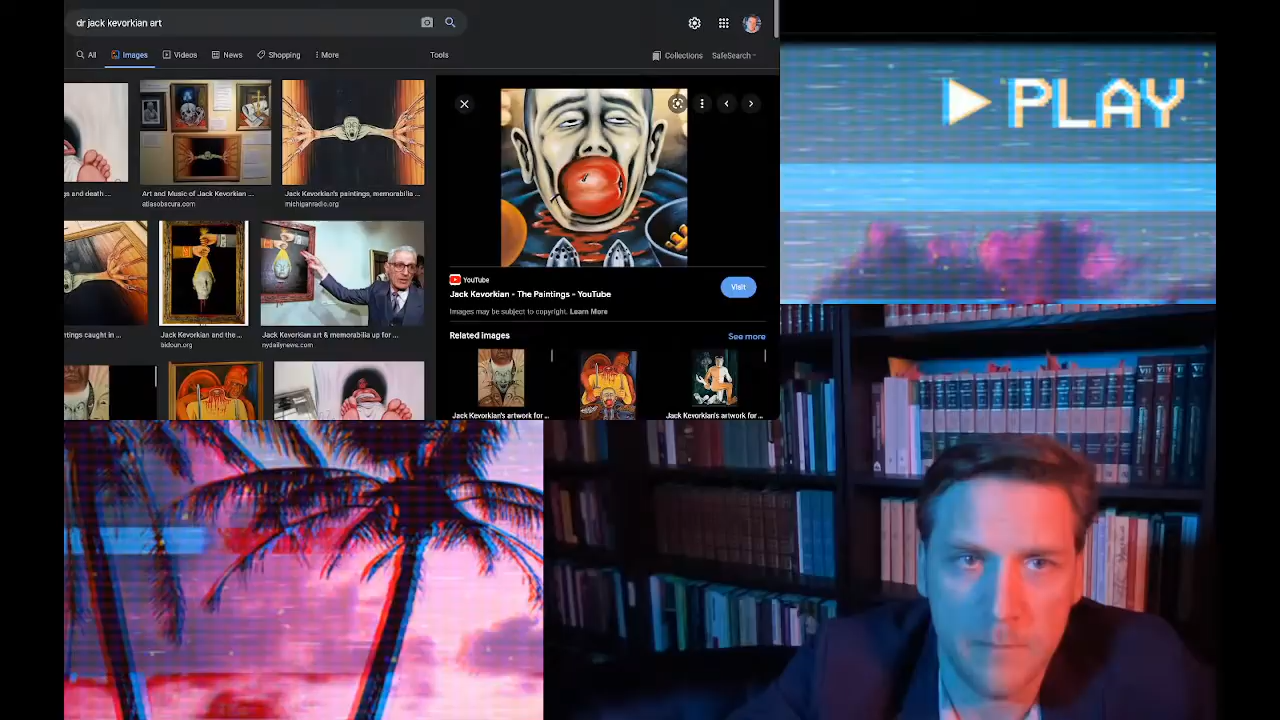 dr jack kevorkian art
All
Images
Videos
News
Shopping
More
Tools
Collections
SafeSearch
gs and death ...
Art and Music of Jack Kevorkian ...
atlasobscura.com
Jack Kevorkian's paintings, memorabilia ...
michiganradio.org
ntings caught in ...
Jack Kevorkian and the ...
bidoun.org
Jack Kevorkian art & memorabilia up for ...
nydailynews.com
YouTube
Jack Kevorkian - The Paintings - YouTube
Visit
Images may be subject to copyright. Learn More
Related images
See more
Jack Kevorkian's artwork for ...
Jack Kevorkian's artwork for ...
PLAY